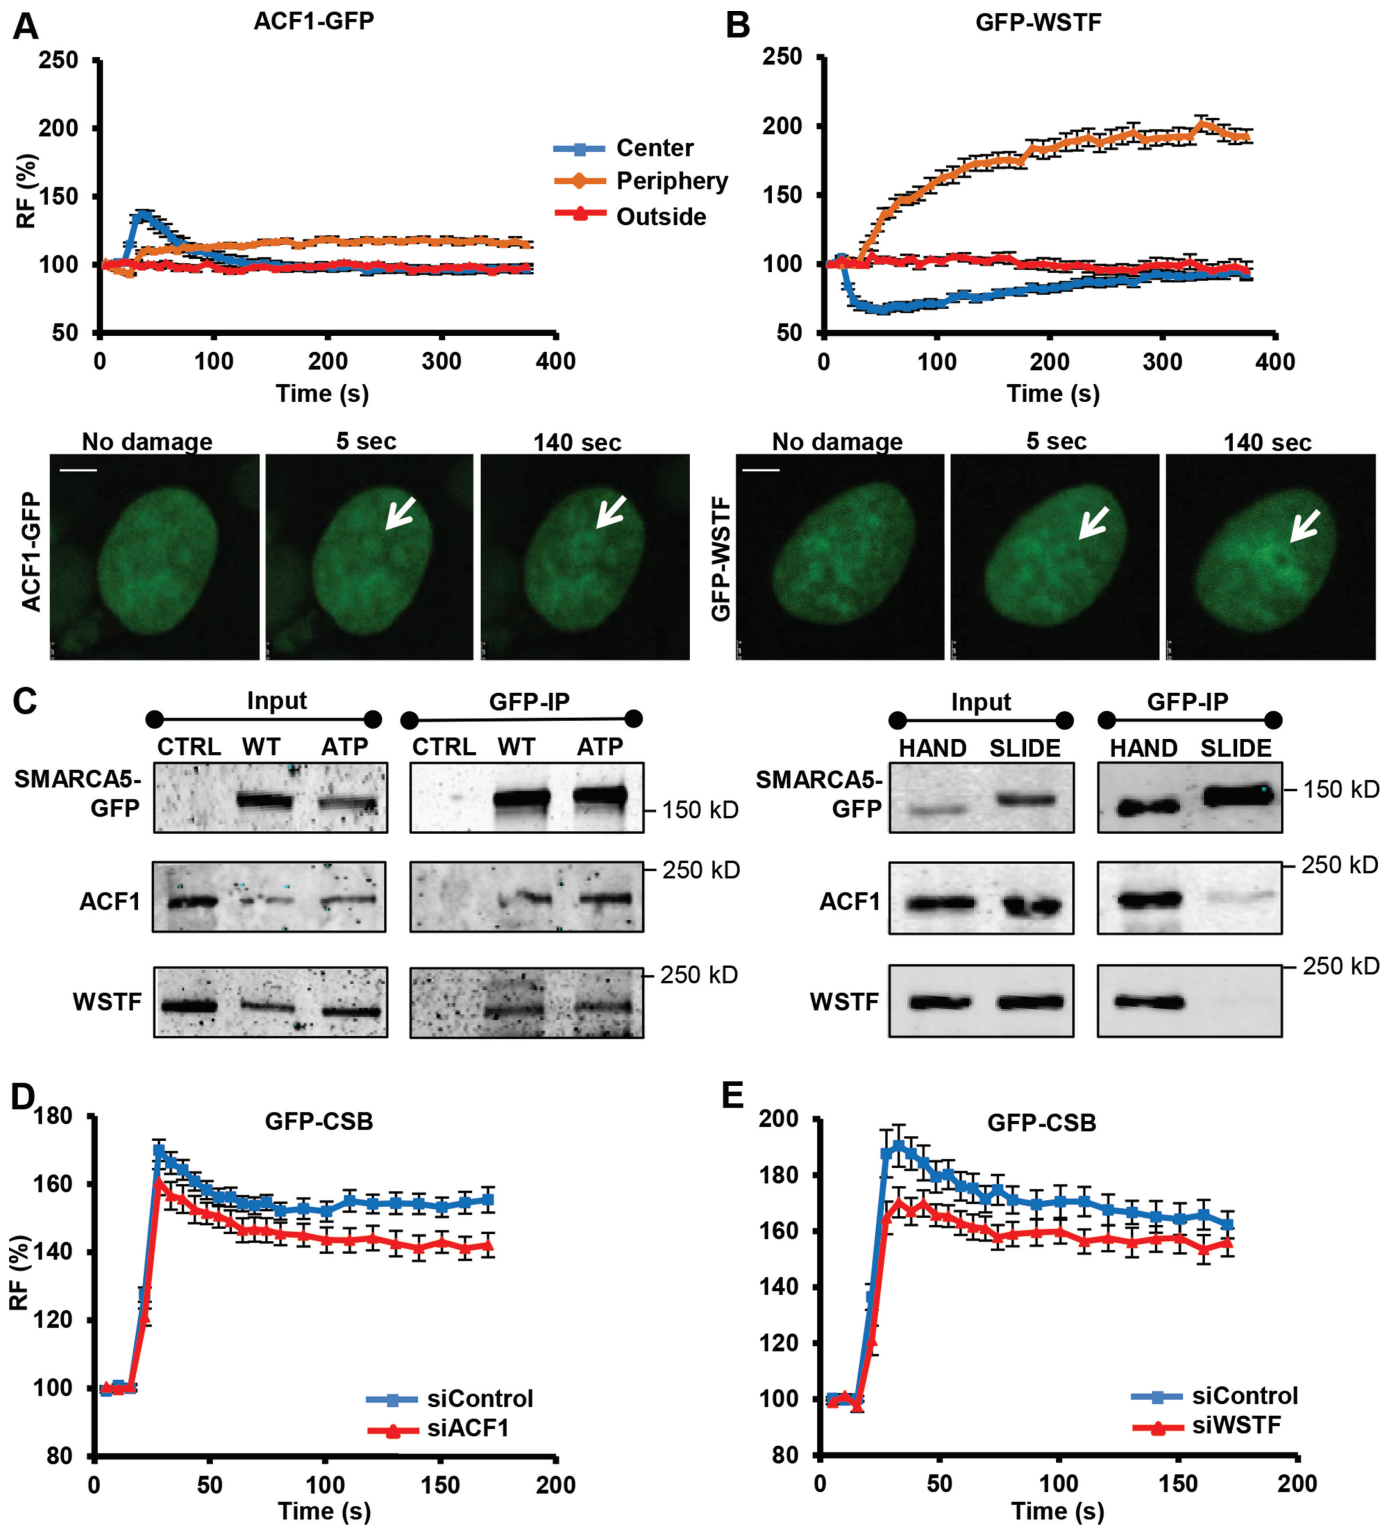 A
ACF1-GFP
250
200
150
100
50
RF (%)
0 100 200 300 400
Time (s)
Center
Periphery
Outside
B
GFP-WSTF
250
200
150
100
50
0 100 200 300 400
Time (s)
No damage 5 sec 140 sec
ACF1-GFP
No damage 5 sec 140 sec
GFP-WSTF
C
Input GFP-IP
CTRL WT ATP CTRL WT ATP
SMARCA5-
GFP
150 kD
250 kD
ACF1
250 kD
WSTF
Input GFP-IP
HAND SLIDE HAND SLIDE
SMARCA5-
GFP
150 kD
250 kD
ACF1
250 kD
WSTF
D
GFP-CSB
180
160
140
120
100
80
RF (%)
siControl
siACF1
0 50 100 150 200
Time (s)
E
GFP-CSB
200
180
160
140
120
100
80
siControl
siWSTF
0 50 100 150 200
Time (s)